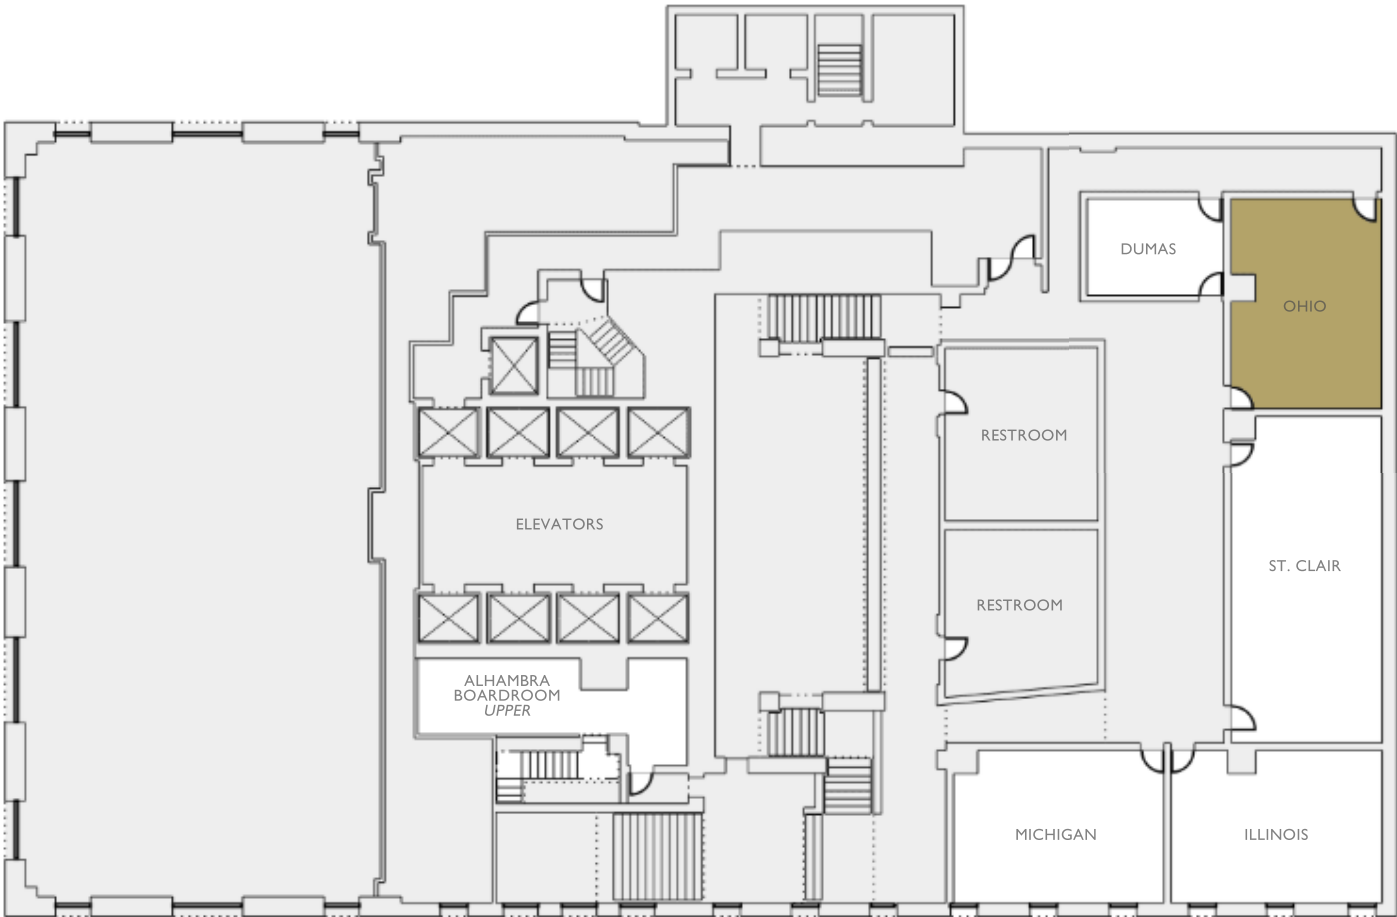 DUMAS
OHIO
RESTROOM
ELEVATORS
ST. CLAIR
RESTROOM
ALHAMBRA
BOARDROOM
UPPER
MICHIGAN
ILLINOIS